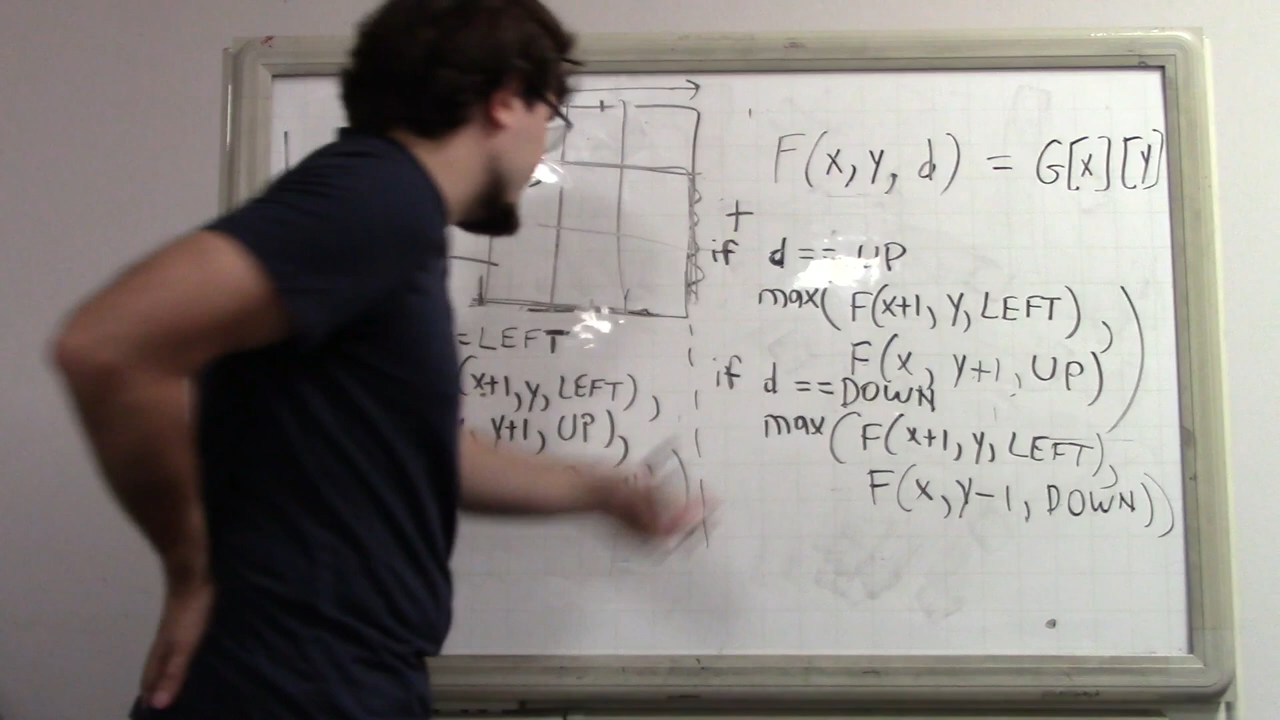 = LEFT
(x+1, y, LEFT),
y+1, UP),
F(x, y, d) = G[x][y]
+
if d == UP
max( F(x+1, y, LEFT),
F(x, y+1, UP) )
if d == DOWN
max( F(x+1, y, LEFT),
F(x, y-1, DOWN))